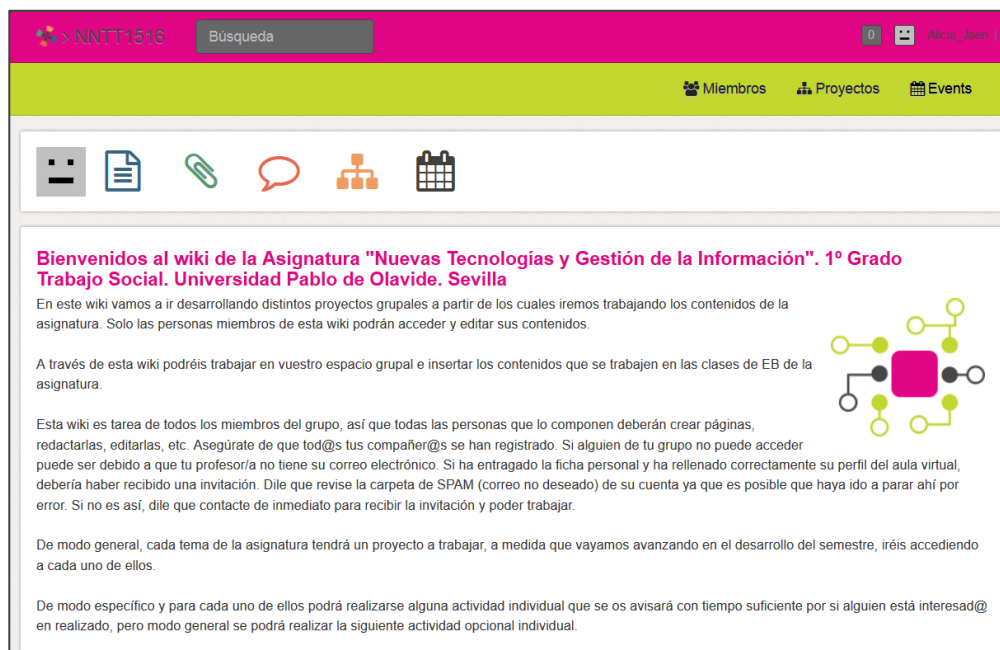 > NNTT1516 Búsqueda 0 Alicia_Jaen
Miembros Proyectos Events
Bienvenidos al wiki de la Asignatura "Nuevas Tecnologías y Gestión de la Información". 1º Grado
Trabajo Social. Universidad Pablo de Olavide. Sevilla
En este wiki vamos a ir desarrollando distintos proyectos grupales a partir de los cuales iremos trabajando los contenidos de la
asignatura. Solo las personas miembros de esta wiki podrán acceder y editar sus contenidos.
A través de esta wiki podréis trabajar en vuestro espacio grupal e insertar los contenidos que se trabajen en las clases de EB de la
asignatura.
Esta wiki es tarea de todos los miembros del grupo, así que todas las personas que lo componen deberán crear páginas,
redactarlas, editarlas, etc. Asegúrate de que tod@s tus compañer@s se han registrado. Si alguien de tu grupo no puede acceder
puede ser debido a que tu profesor/a no tiene su correo electrónico. Si ha entragado la ficha personal y ha rellenado correctamente su perfil del aula virtual,
debería haber recibido una invitación. Dile que revise la carpeta de SPAM (correo no deseado) de su cuenta ya que es posible que haya ido a parar ahí por
error. Si no es así, dile que contacte de inmediato para recibir la invitación y poder trabajar.
De modo general, cada tema de la asignatura tendrá un proyecto a trabajar, a medida que vayamos avanzando en el desarrollo del semestre, iréis accediendo
a cada uno de ellos.
De modo específico y para cada uno de ellos podrá realizarse alguna actividad individual que se os avisará con tiempo suficiente por si alguien está interesad@
en realizado, pero modo general se podrá realizar la siguiente actividad opcional individual.